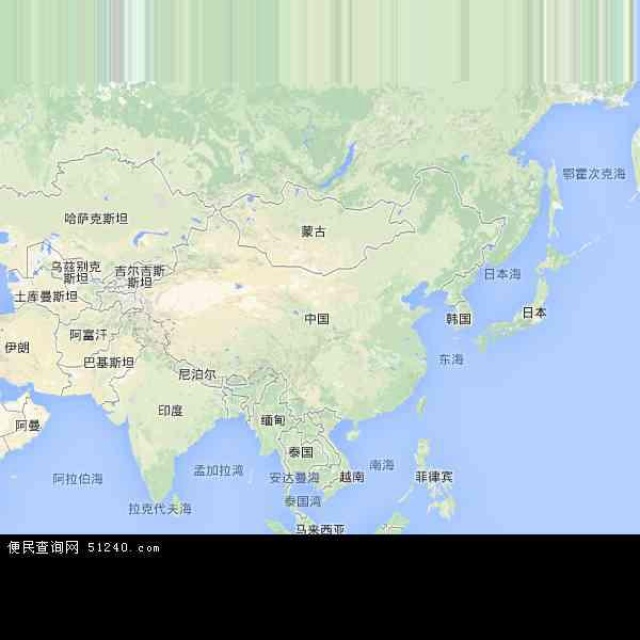 鄂霍次克海
哈萨克斯坦
蒙古
乌兹别克
斯坦
吉尔吉斯
斯坦
日本海
土库曼斯坦
中国
韩国
日本
阿富汗
伊朗
巴基斯坦
东海
尼泊尔
印度
缅甸
阿曼
泰国
孟加拉湾
南海
阿拉伯海
安达曼海
越南
菲律宾
泰国湾
拉克代夫海
马来西亚
便民查询网 51240.com